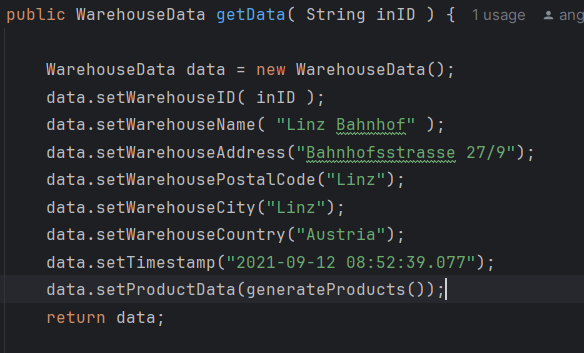 public WarehouseData getData( String inID ) { 1 usage ang
WarehouseData data = new WarehouseData();
data.setWarehouseID( inID );
data.setWarehouseName( "Linz Bahnhof" );
data.setWarehouseAddress("Bahnhofsstrasse 27/9");
data.setWarehousePostalCode("Linz");
data.setWarehouseCity("Linz");
data.setWarehouseCountry("Austria");
data.setTimestamp("2021-09-12 08:52:39.077");
data.setProductData(generateProducts());
return data;